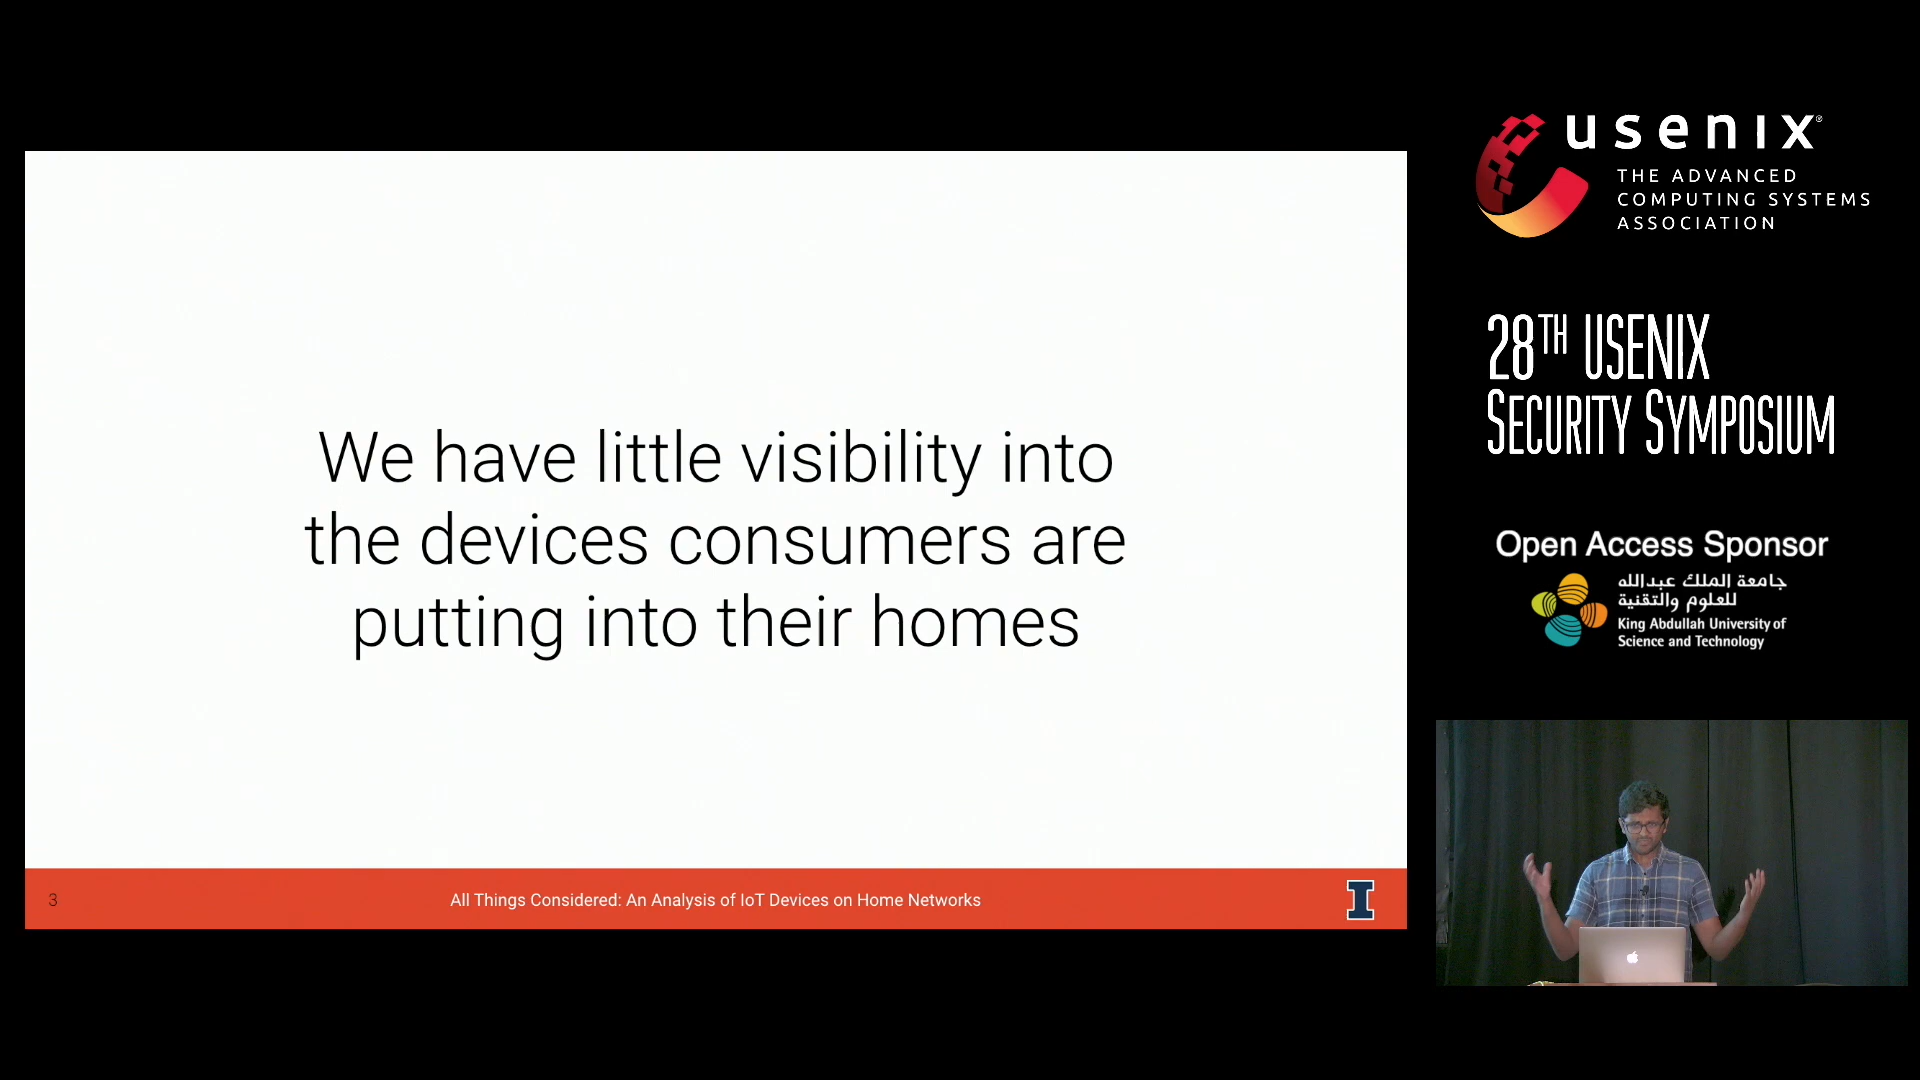 We have little visibility into
the devices consumers are
putting into their homes
3
All Things Considered: An Analysis of IoT Devices on Home Networks
usenix®
THE ADVANCED
COMPUTING SYSTEMS
ASSOCIATION
28TH USENIX
SECURITY SYMPOSIUM
Open Access Sponsor
جامعة الملك عبدالله
للعلوم والتقنية
King Abdullah University of
Science and Technology